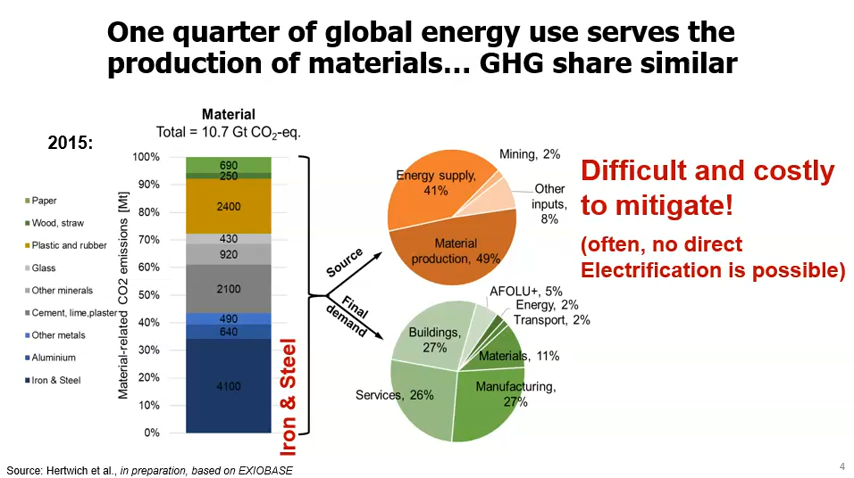 One quarter of global energy use serves the
production of materials... GHG share similar
2015:
Material
Total = 10.7 Gt CO2-eq.
Material-related CO2 emissions [Mt]
100%
90%
80%
70%
60%
50%
40%
30%
20%
10%
0%
690
250
2400
430
920
2100
490
640
4100
Paper
Wood, straw
Plastic and rubber
Glass
Other minerals
Cement, lime,plaster
Other metals
Aluminium
Iron & Steel
Iron & Steel
Source
Final
demand
Energy supply,
41%
Mining, 2%
Other
inputs,
8%
Material
production, 49%
AFOLU+, 5%
Energy, 2%
Transport, 2%
Buildings,
27%
Materials, 11%
Services, 26%
Manufacturing,
27%
Difficult and costly
to mitigate!
(often, no direct
Electrification is possible)
Source: Hertwich et al., in preparation, based on EXIOBASE
4